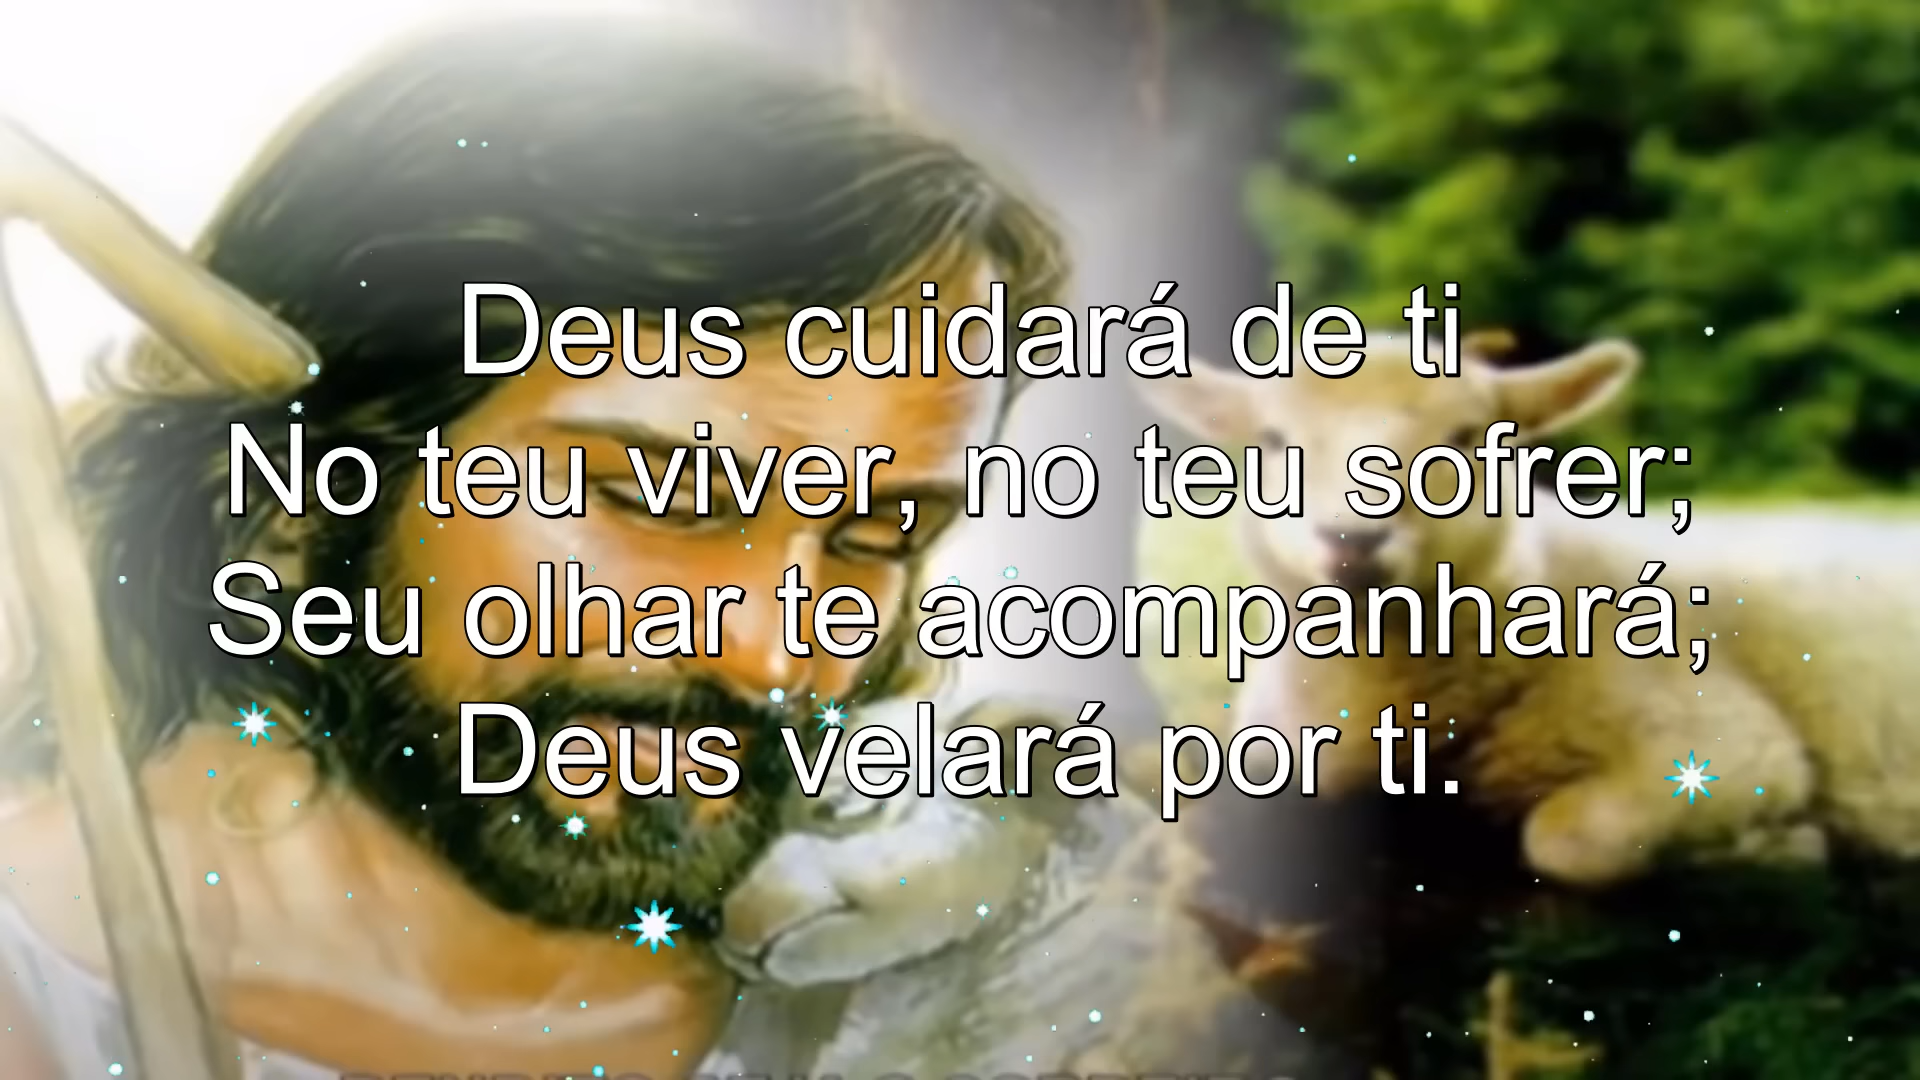 Deus cuidará de ti
No teu viver, no teu sofrer;
Seu olhar te acompanhará;
Deus velará por ti.